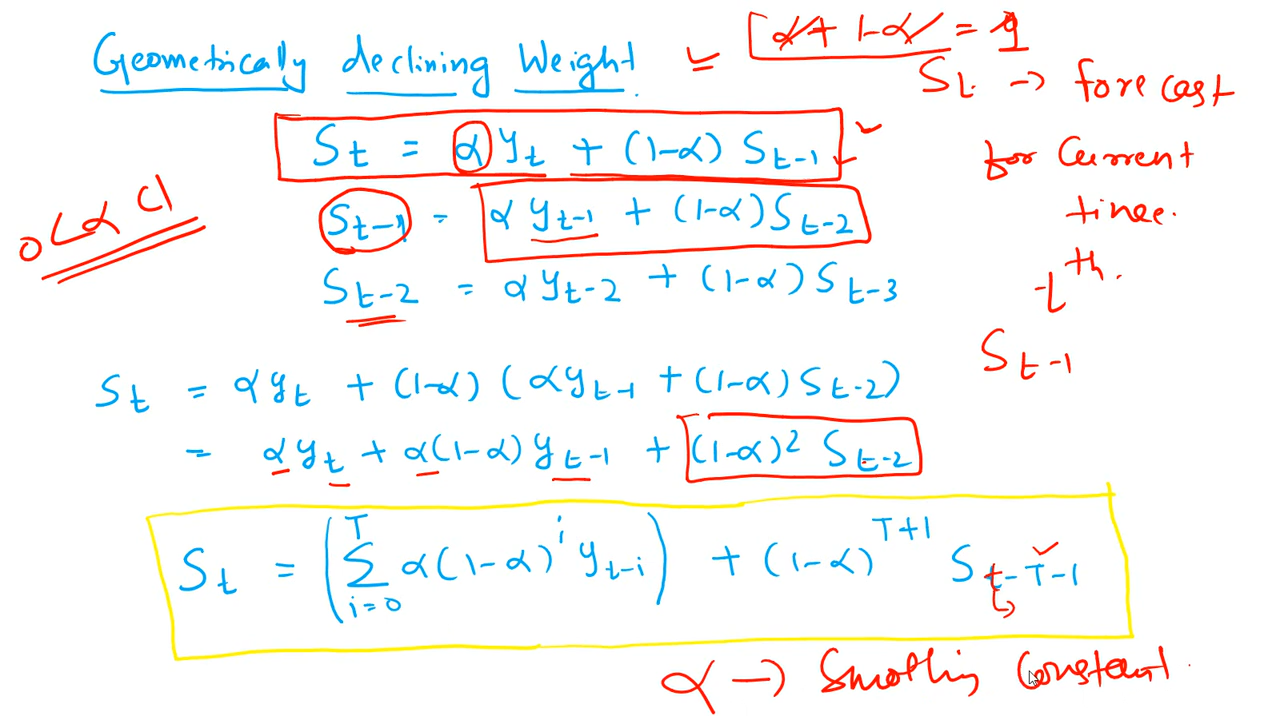 Geometrically declining Weight.
α + 1-α = 1
S_t → forecast
for Current
time.
t^th.
S_{t-1}
S_t = α y_t + (1-α) S_{t-1}
0 < α < 1
S_{t-1} = α y_{t-1} + (1-α) S_{t-2}
S_{t-2} = α y_{t-2} + (1-α) S_{t-3}
S_t = α y_t + (1-α) (α y_{t-1} + (1-α) S_{t-2})
= α y_t + α(1-α) y_{t-1} + (1-α)^2 S_{t-2}
S_t = (∑_{i=0}^{T} α(1-α)^i y_{t-i}) + (1-α)^{T+1} S_{t-T-1}
α → Smothing Constant.